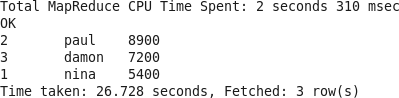 Total MapReduce CPU Time Spent: 2 seconds 310 msec
OK
2       paul    8900
3       damon   7200
1       nina    5400
Time taken: 26.728 seconds, Fetched: 3 row(s)